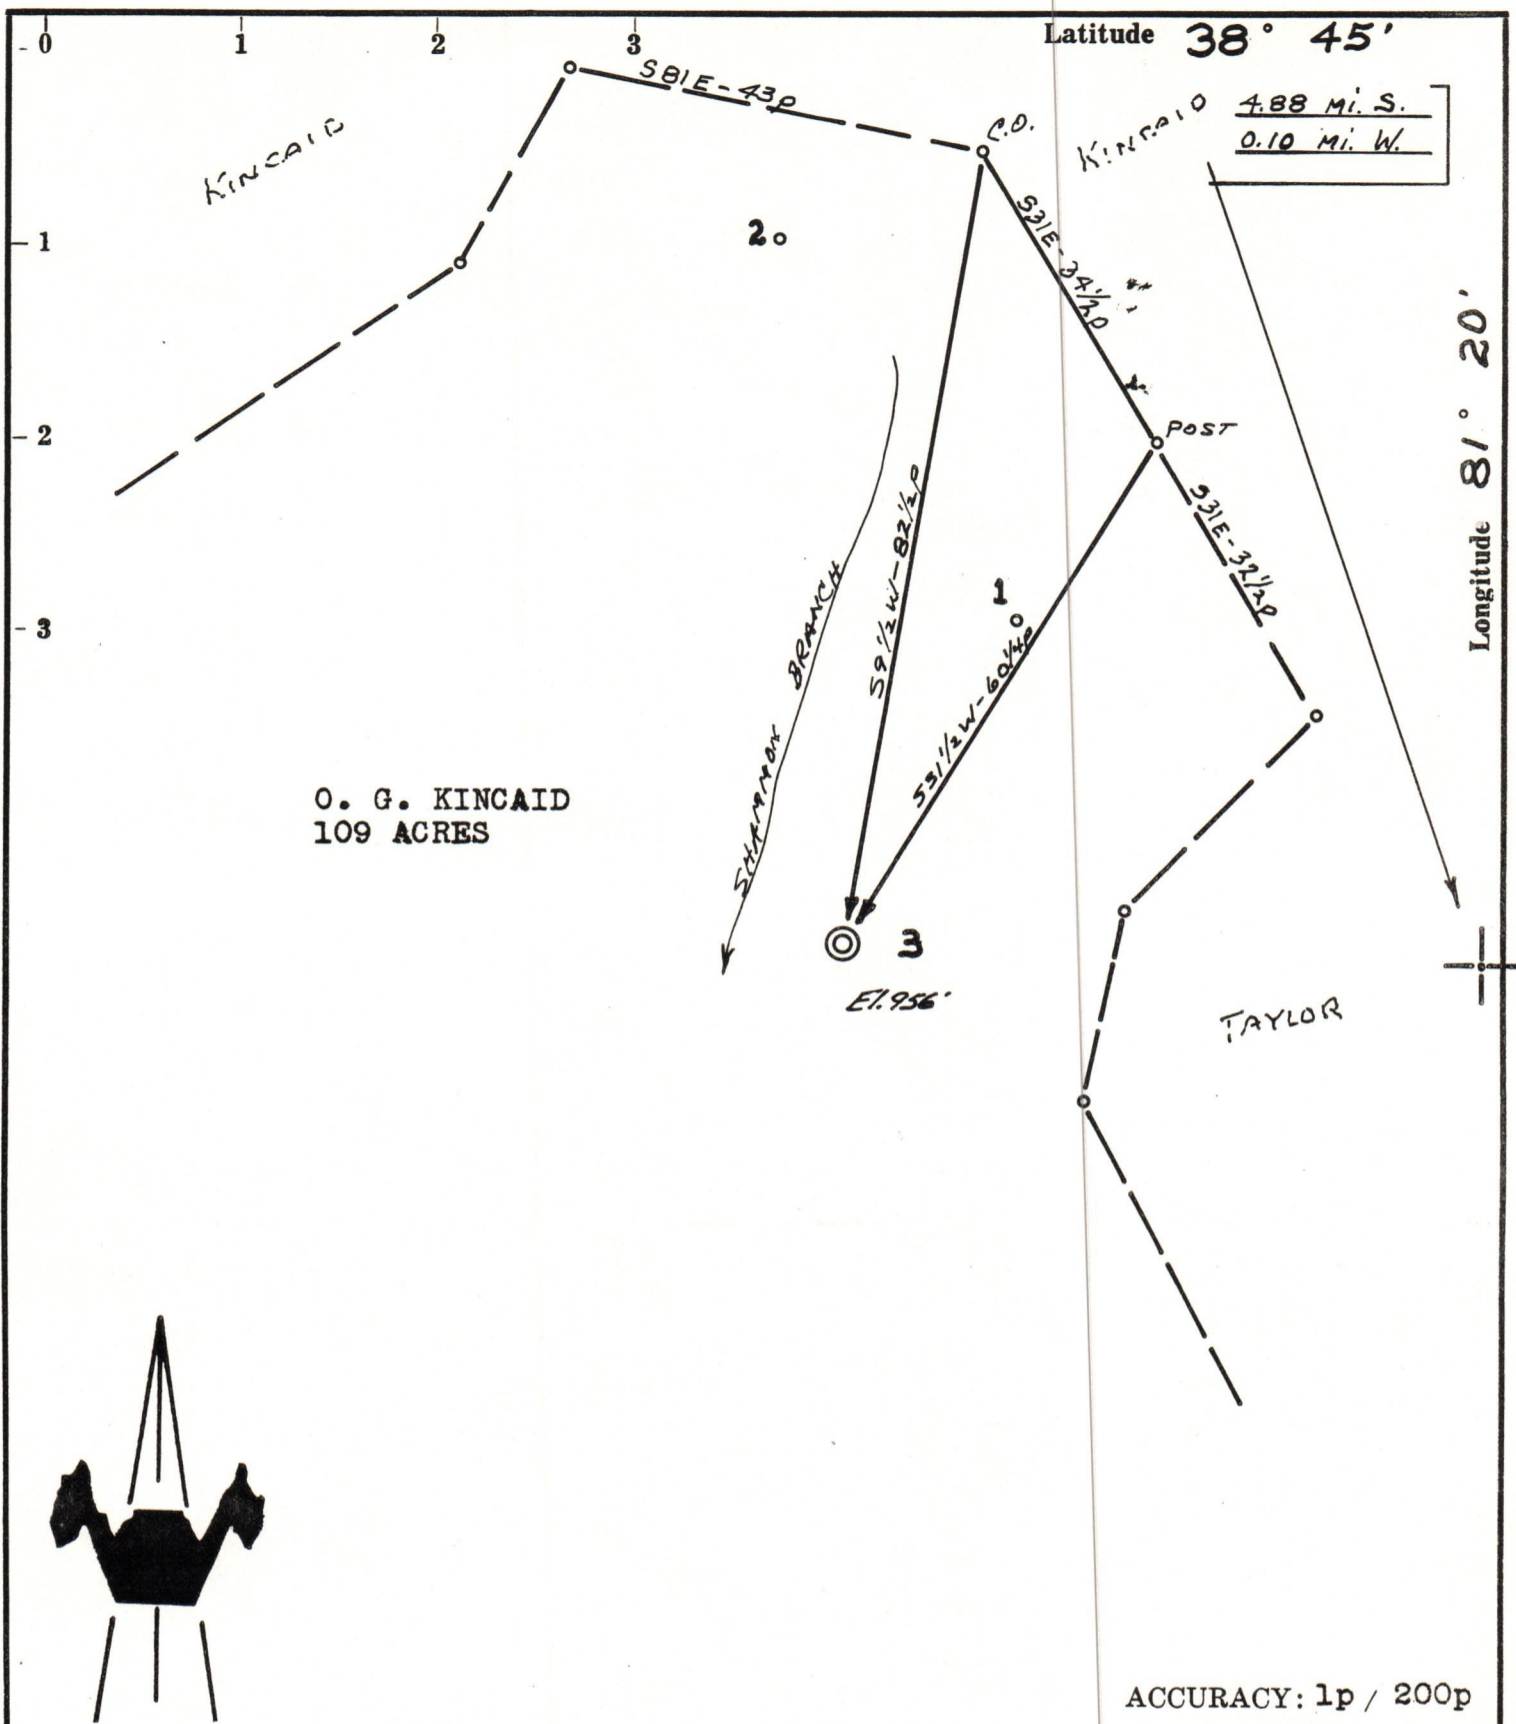 0 1 2 3 Latitude 38° 45'
S81E-43p
C.O.
KINCAID
4.88 Mi. S.
0.10 Mi. W.
KINCAID
2
1
S31E-34½p
Longitude 81° 20'
2
POST
S31E-32½p
S9½W-82½p
1
3
S31½W-60¼p
SHAMMON BRANCH
O. G. KINCAID
109 ACRES
3
El. 956'
TAYLOR
ACCURACY: 1p / 200p